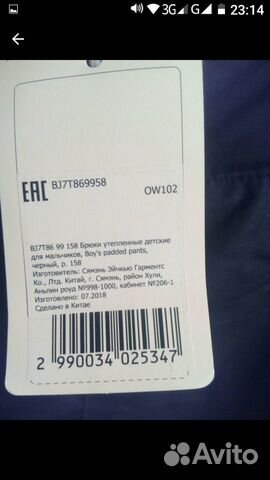 3G G 23:14
EAC BJ7T869958
OW102
BJ7T86 99 158 Брюки утепленные детские
для мальчиков, Boy's padded pants,
черный, р. 158
Изготовитель: Сямэнь Эйчкью Гарментс
Ко., Лтд. Китай, г. Сямэнь, район Хули,
Аньлин роуд №998-1000, кабинет №206-1
Изготовлено: 07.2018
Сделано в Китае
2 990034 025347
Avito